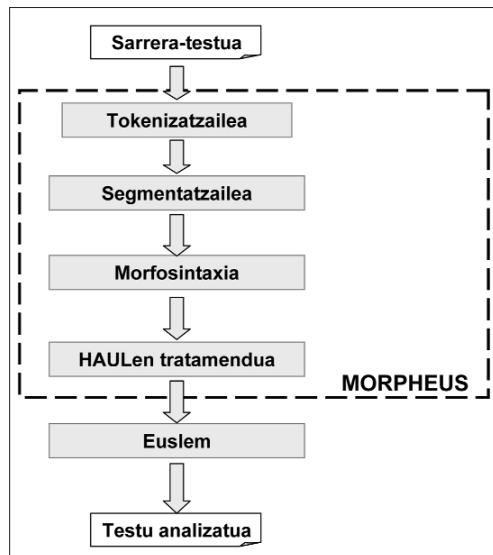 Sarrera-testua
Tokenizatzailea
Segmentatzailea
Morfosintaxia
HAULen tratamendua
MORPHEUS
Euslem
Testu analizatua